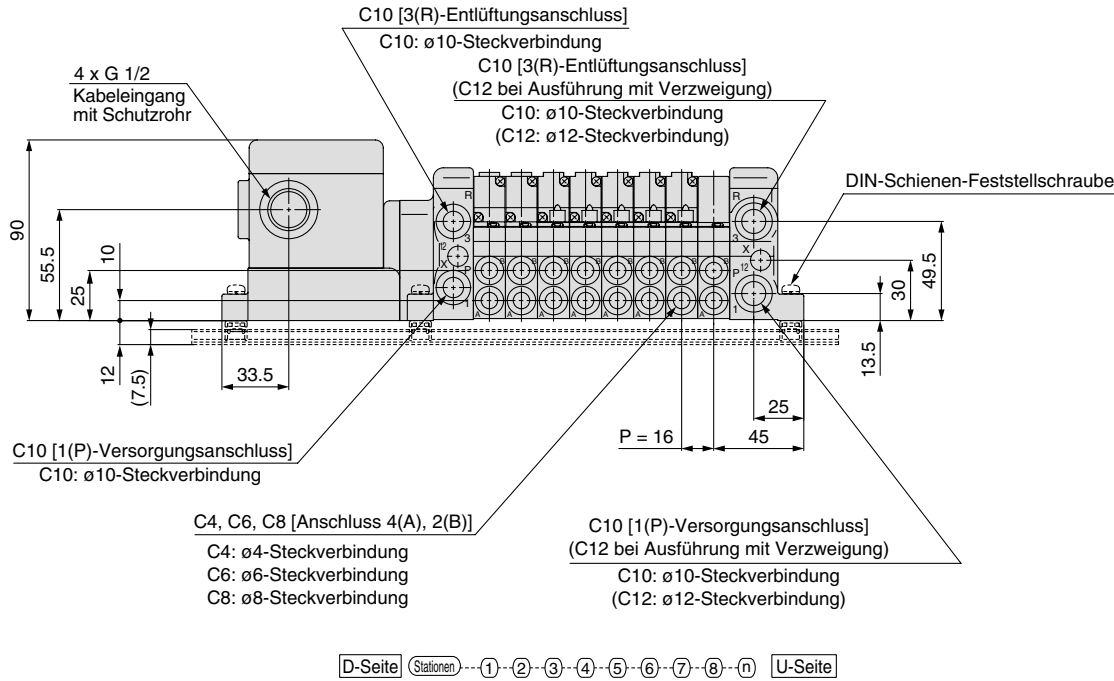 C10 [3(R)-Entlüftungsanschluss]
C10: ø10-Steckverbindung
C10 [3(R)-Entlüftungsanschluss]
(C12 bei Ausführung mit Verzweigung)
C10: ø10-Steckverbindung
(C12: ø12-Steckverbindung)
4 x G 1/2
Kabeleingang
mit Schutzrohr
DIN-Schienen-Feststellschraube
90
55.5
25
10
12
(7.5)
33.5
R
3
12
X
P
1
R
3
X
12
P
1
B B B B B B B B
A A A A A A A A
49.5
30
13.5
25
P = 16
45
C10 [1(P)-Versorgungsanschluss]
C10: ø10-Steckverbindung
C4, C6, C8 [Anschluss 4(A), 2(B)]
C4: ø4-Steckverbindung
C6: ø6-Steckverbindung
C8: ø8-Steckverbindung
C10 [1(P)-Versorgungsanschluss]
(C12 bei Ausführung mit Verzweigung)
C10: ø10-Steckverbindung
(C12: ø12-Steckverbindung)
D-Seite Stationen 1 2 3 4 5 6 7 8 n U-Seite